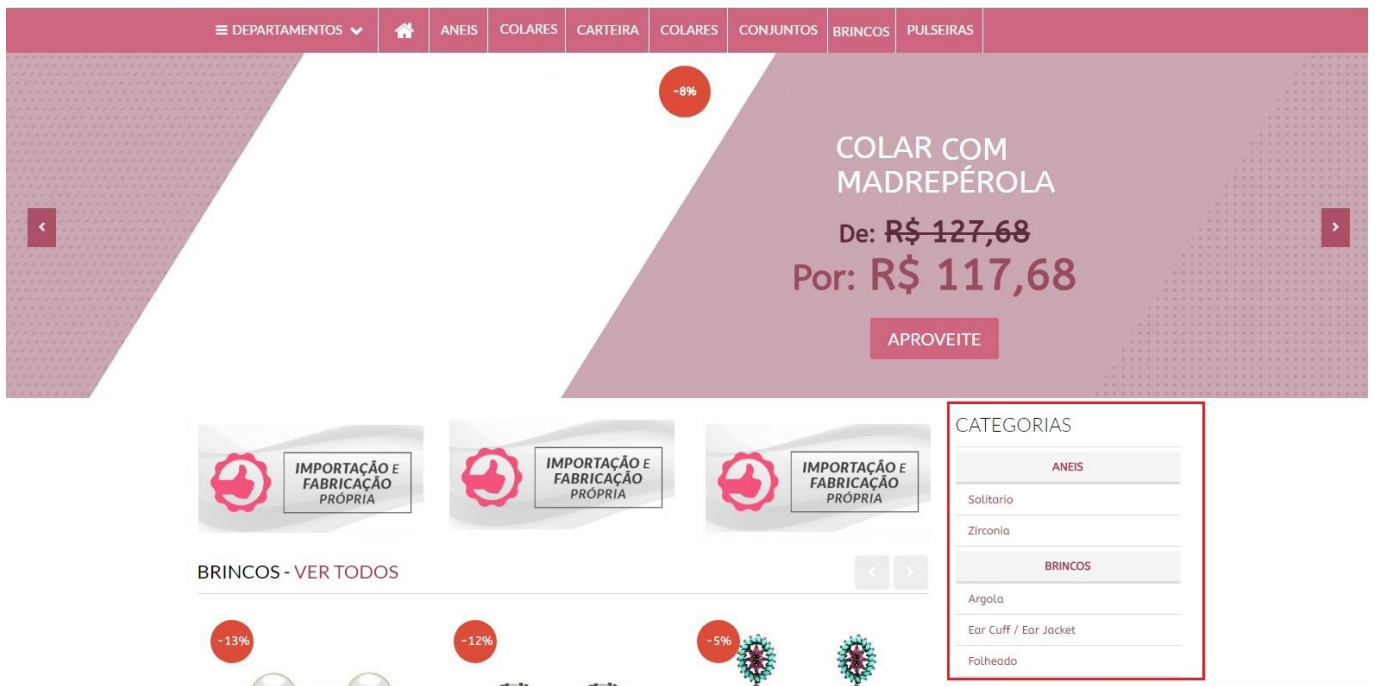 DEPARTAMENTOS
ANEIS
COLARES
CARTEIRA
COLARES
CONJUNTOS
BRINCOS
PULSEIRAS
-8%
COLAR COM
MADREPÉROLA
De: R$ 127,68
Por: R$ 117,68
APROVEITE
IMPORTAÇÃO E
FABRICAÇÃO
PRÓPRIA
IMPORTAÇÃO E
FABRICAÇÃO
PRÓPRIA
IMPORTAÇÃO E
FABRICAÇÃO
PRÓPRIA
BRINCOS - VER TODOS
-13%
-12%
-5%
CATEGORIAS
ANEIS
Solitario
Zirconia
BRINCOS
Argola
Ear Cuff / Ear Jacket
Folheado